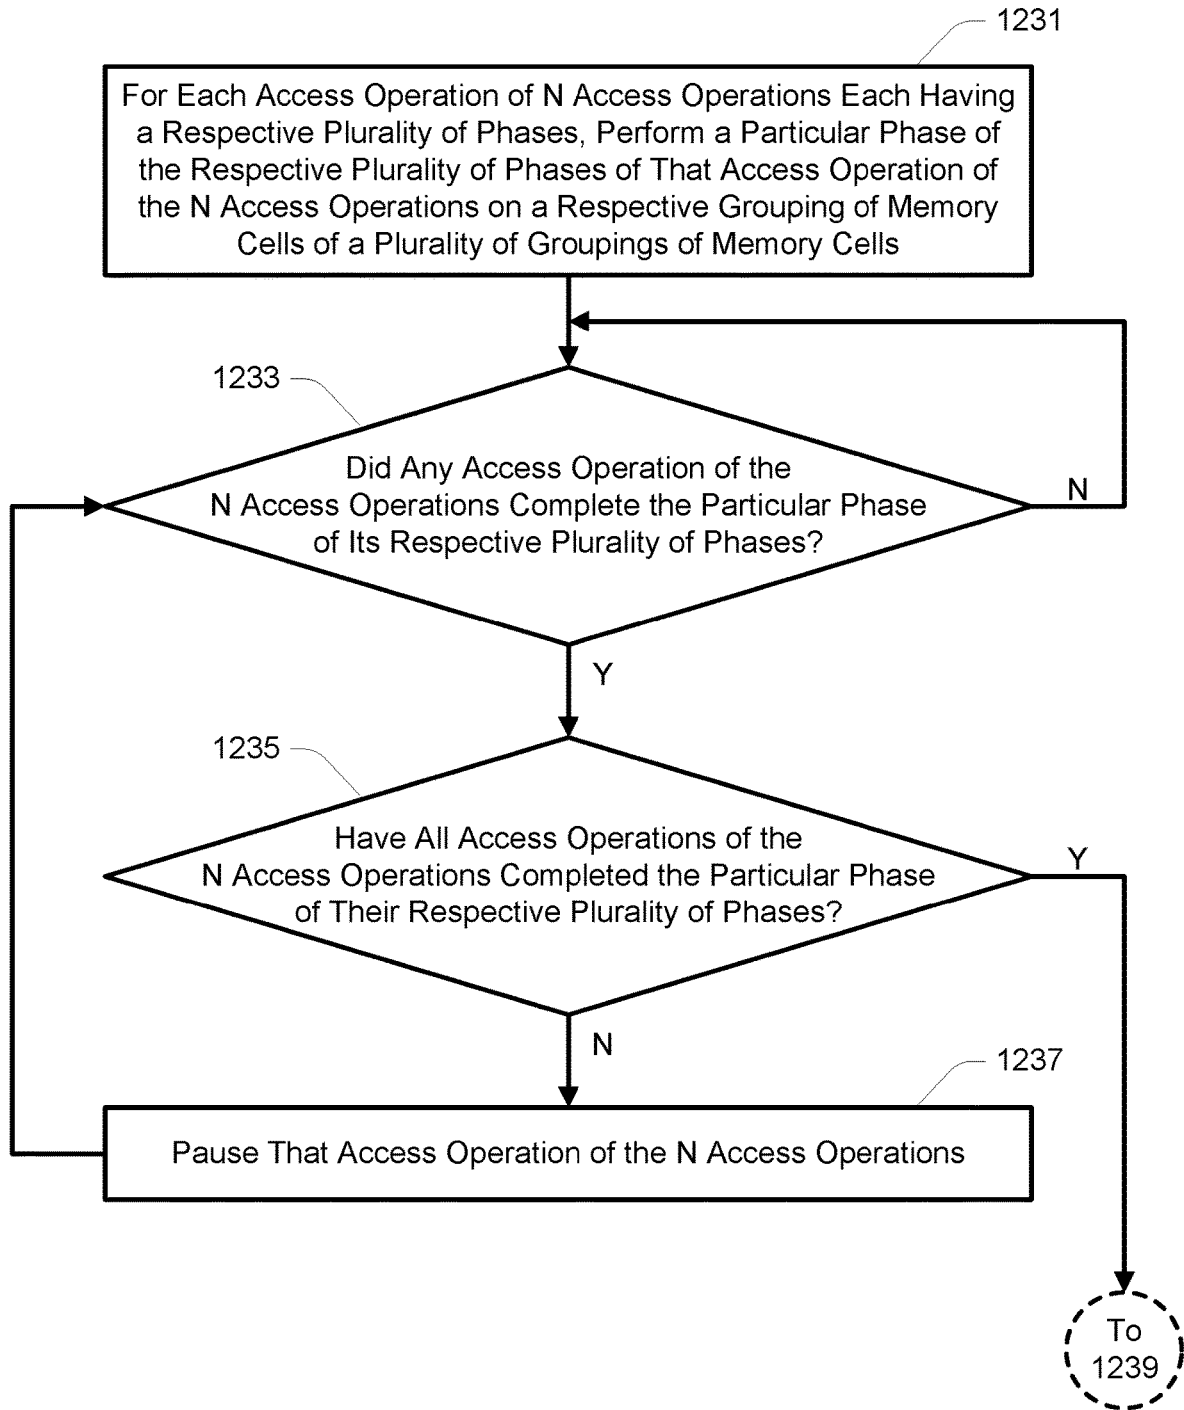 1231
For Each Access Operation of N Access Operations Each Having
a Respective Plurality of Phases, Perform a Particular Phase of
the Respective Plurality of Phases of That Access Operation of
the N Access Operations on a Respective Grouping of Memory
Cells of a Plurality of Groupings of Memory Cells
1233
Did Any Access Operation of the
N Access Operations Complete the Particular Phase
of Its Respective Plurality of Phases?
N
Y
1235
Have All Access Operations of the
N Access Operations Completed the Particular Phase
of Their Respective Plurality of Phases?
Y
N
1237
Pause That Access Operation of the N Access Operations
To
1239